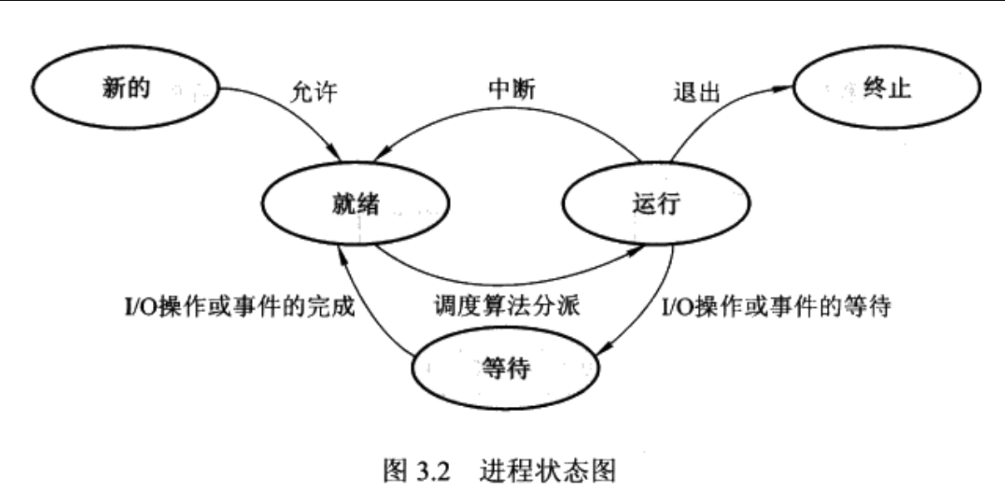 新的
允许
中断
退出
终止
就绪
运行
I/O操作或事件的完成
调度算法分派
I/O操作或事件的等待
等待
图 3.2 进程状态图